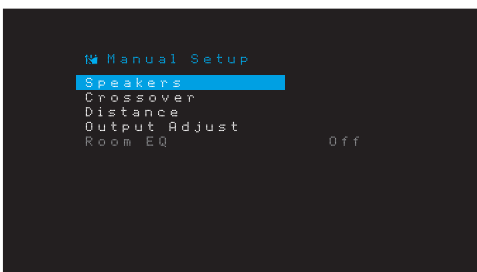 Manual Setup
Speakers
Crossover
Distance
Output Adjust
Room EQ Off